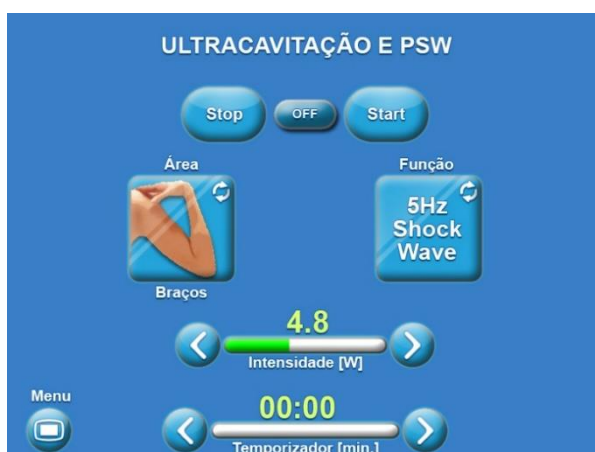 ULTRACAVITAÇÃO E PSW
Stop
OFF
Start
Área
Função
5Hz
Shock
Wave
Braços
4.8
Intensidade [W]
Menu
00:00
Temporizador [min.]